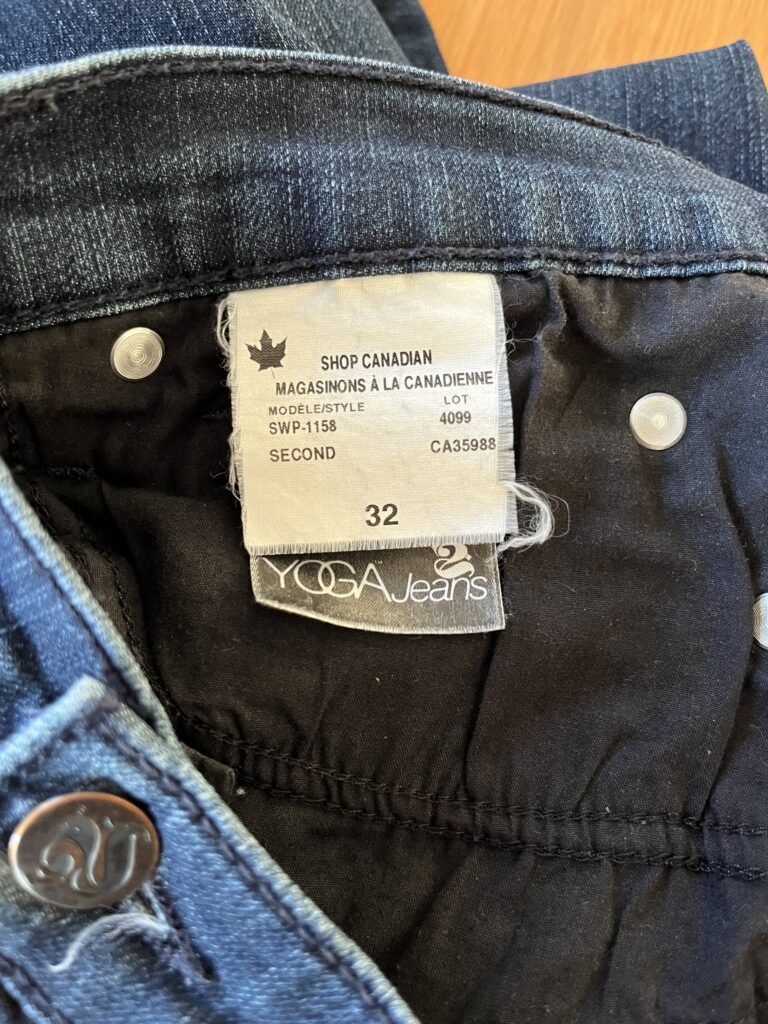 SHOP CANADIAN
MAGASINONS À LA CANADIENNE
MODÈLE/STYLE LOT
SWP-1158 4099
SECOND CA35988
32
YOGA Jeans